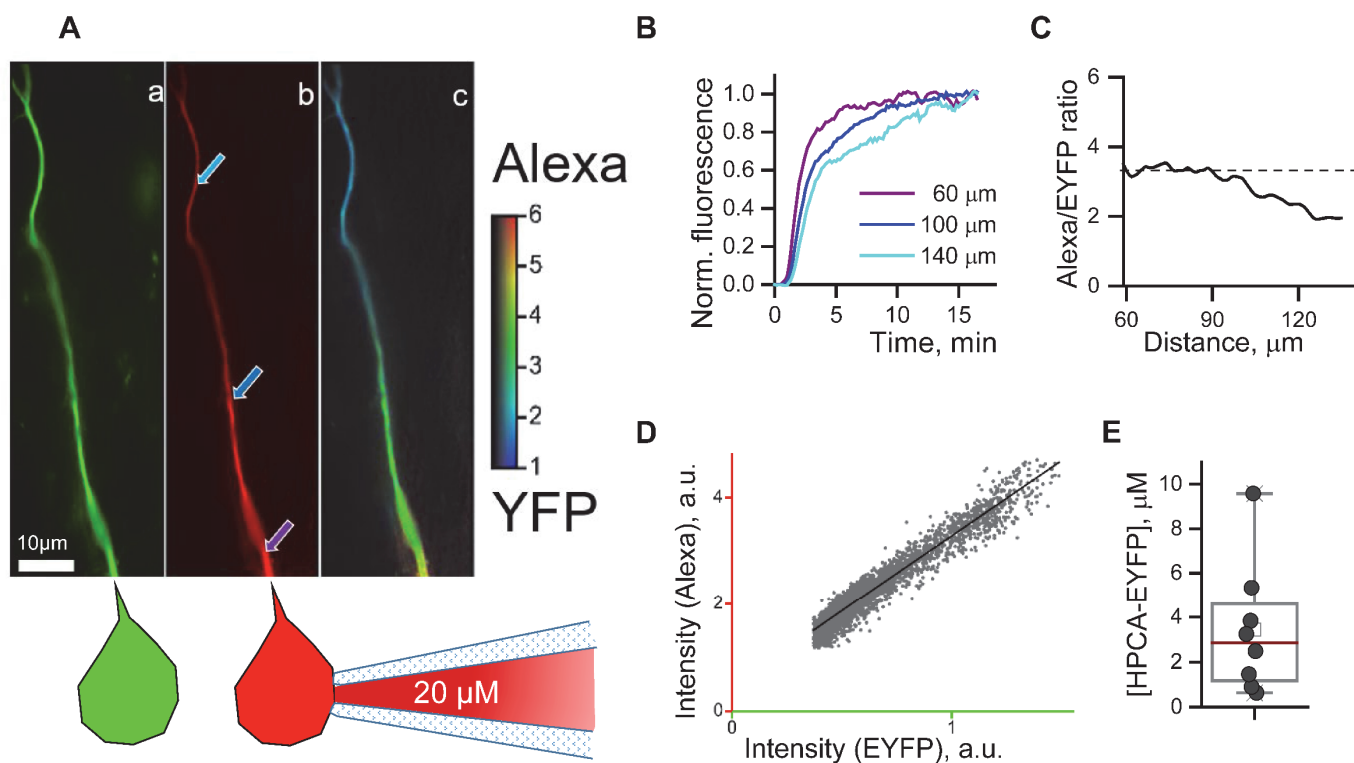 A
a
b
c
10µm
Alexa
6
5
4
3
2
1
YFP
20 µM
B
Norm. fluorescence
1.0
0.8
0.6
0.4
0.2
0.0
60 µm
100 µm
140 µm
0
5
10
15
Time, min
C
Alexa/EYFP ratio
6
4
2
0
60
90
120
Distance, µm
D
Intensity (Alexa), a.u.
4
2
0
0
1
Intensity (EYFP), a.u.
E
[HPCA-EYFP], µM
10
8
6
4
2
0